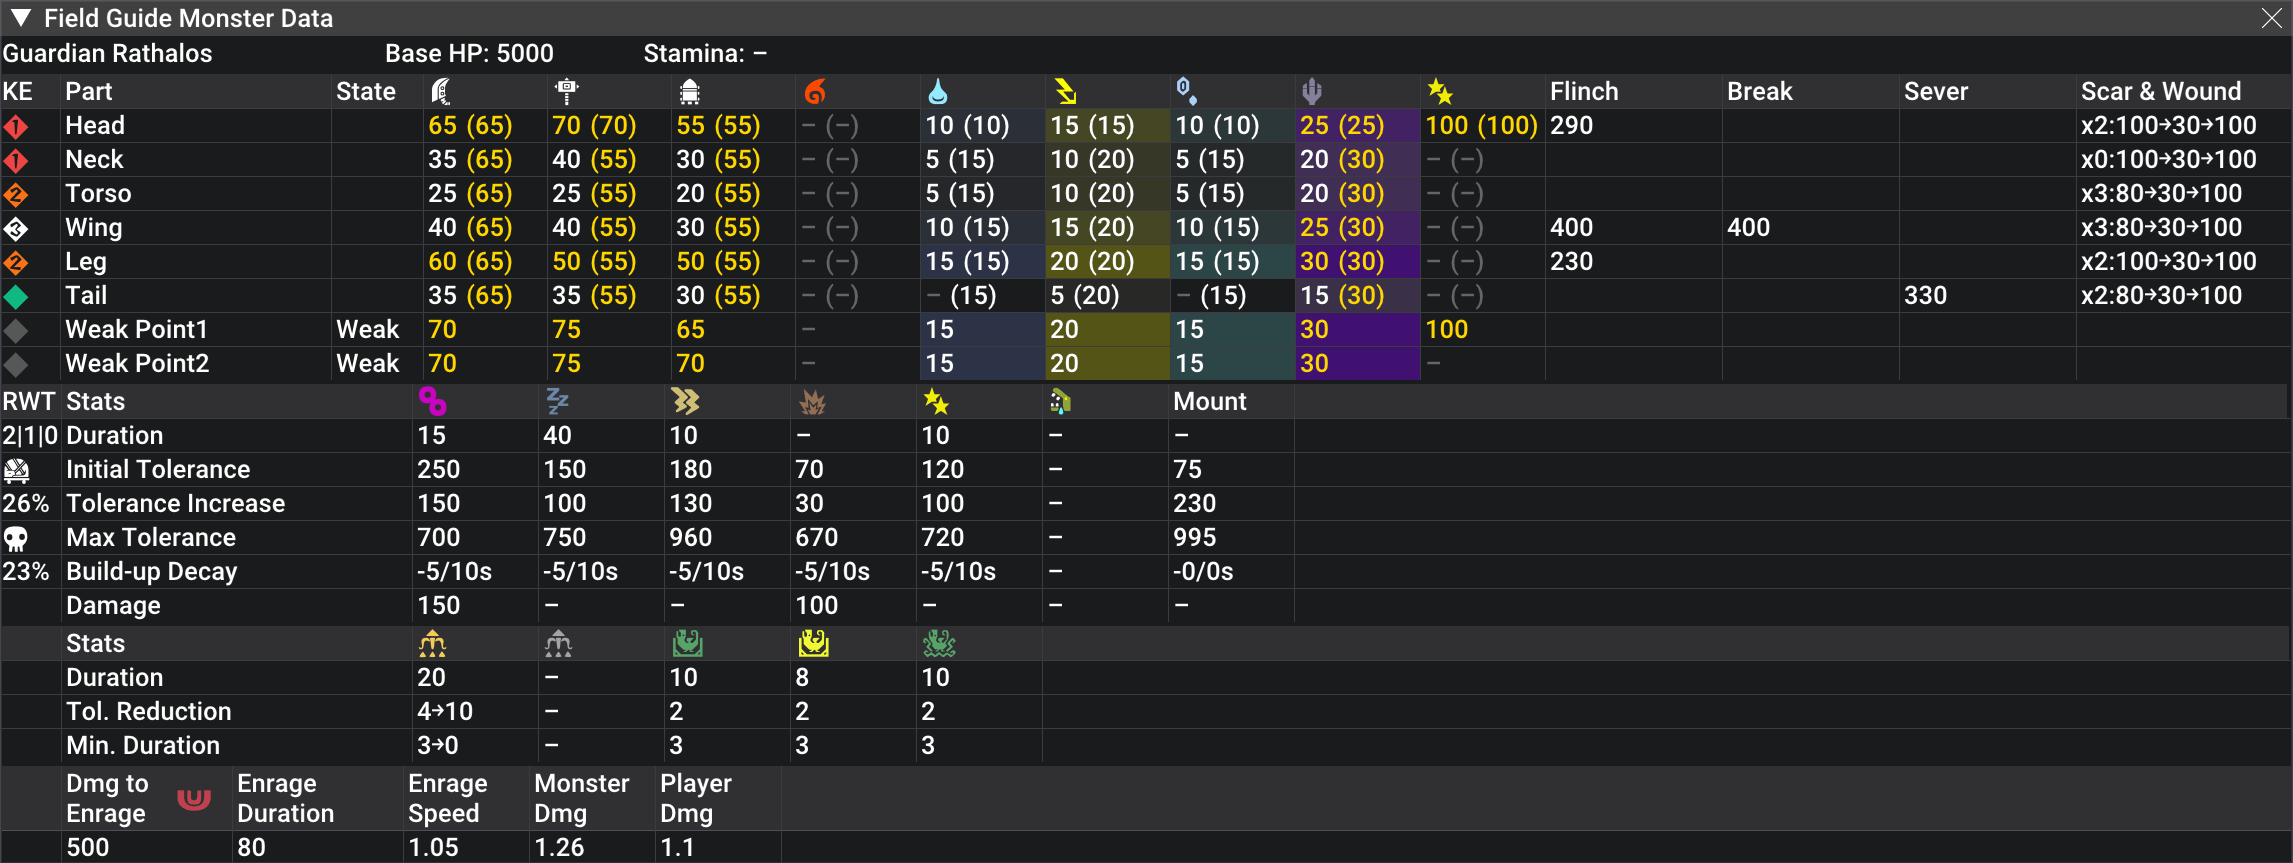 Field Guide Monster Data
Guardian Rathalos Base HP: 5000 Stamina: –
KE Part State Flinch Break Sever Scar & Wound
1 Head 65 (65) 70 (70) 55 (55) – (–) 10 (10) 15 (15) 10 (10) 25 (25) 100 (100) 290 x2:100→30→100
1 Neck 35 (65) 40 (55) 30 (55) – (–) 5 (15) 10 (20) 5 (15) 20 (30) – (–) x0:100→30→100
2 Torso 25 (65) 25 (55) 20 (55) – (–) 5 (15) 10 (20) 5 (15) 20 (30) – (–) x3:80→30→100
3 Wing 40 (65) 40 (55) 30 (55) – (–) 10 (15) 15 (20) 10 (15) 25 (30) – (–) 400 400 x3:80→30→100
2 Leg 60 (65) 50 (55) 50 (55) – (–) 15 (15) 20 (20) 15 (15) 30 (30) – (–) 230 x2:100→30→100
Tail 35 (65) 35 (55) 30 (55) – (–) – (15) 5 (20) – (15) 15 (30) – (–) 330 x2:80→30→100
Weak Point1 Weak 70 75 65 – 15 20 15 30 100
Weak Point2 Weak 70 75 70 – 15 20 15 30 –
RWT Stats Mount
2|1|0 Duration 15 40 10 – 10 – –
Initial Tolerance 250 150 180 70 120 – 75
26% Tolerance Increase 150 100 130 30 100 – 230
Max Tolerance 700 750 960 670 720 – 995
23% Build-up Decay -5/10s -5/10s -5/10s -5/10s -5/10s – -0/0s
Damage 150 – – 100 – – –
Stats
Duration 20 – 10 8 10
Tol. Reduction 4→10 – 2 2 2
Min. Duration 3→0 – 3 3 3
Dmg to Enrage Enrage Duration Enrage Speed Monster Dmg Player Dmg
500 80 1.05 1.26 1.1